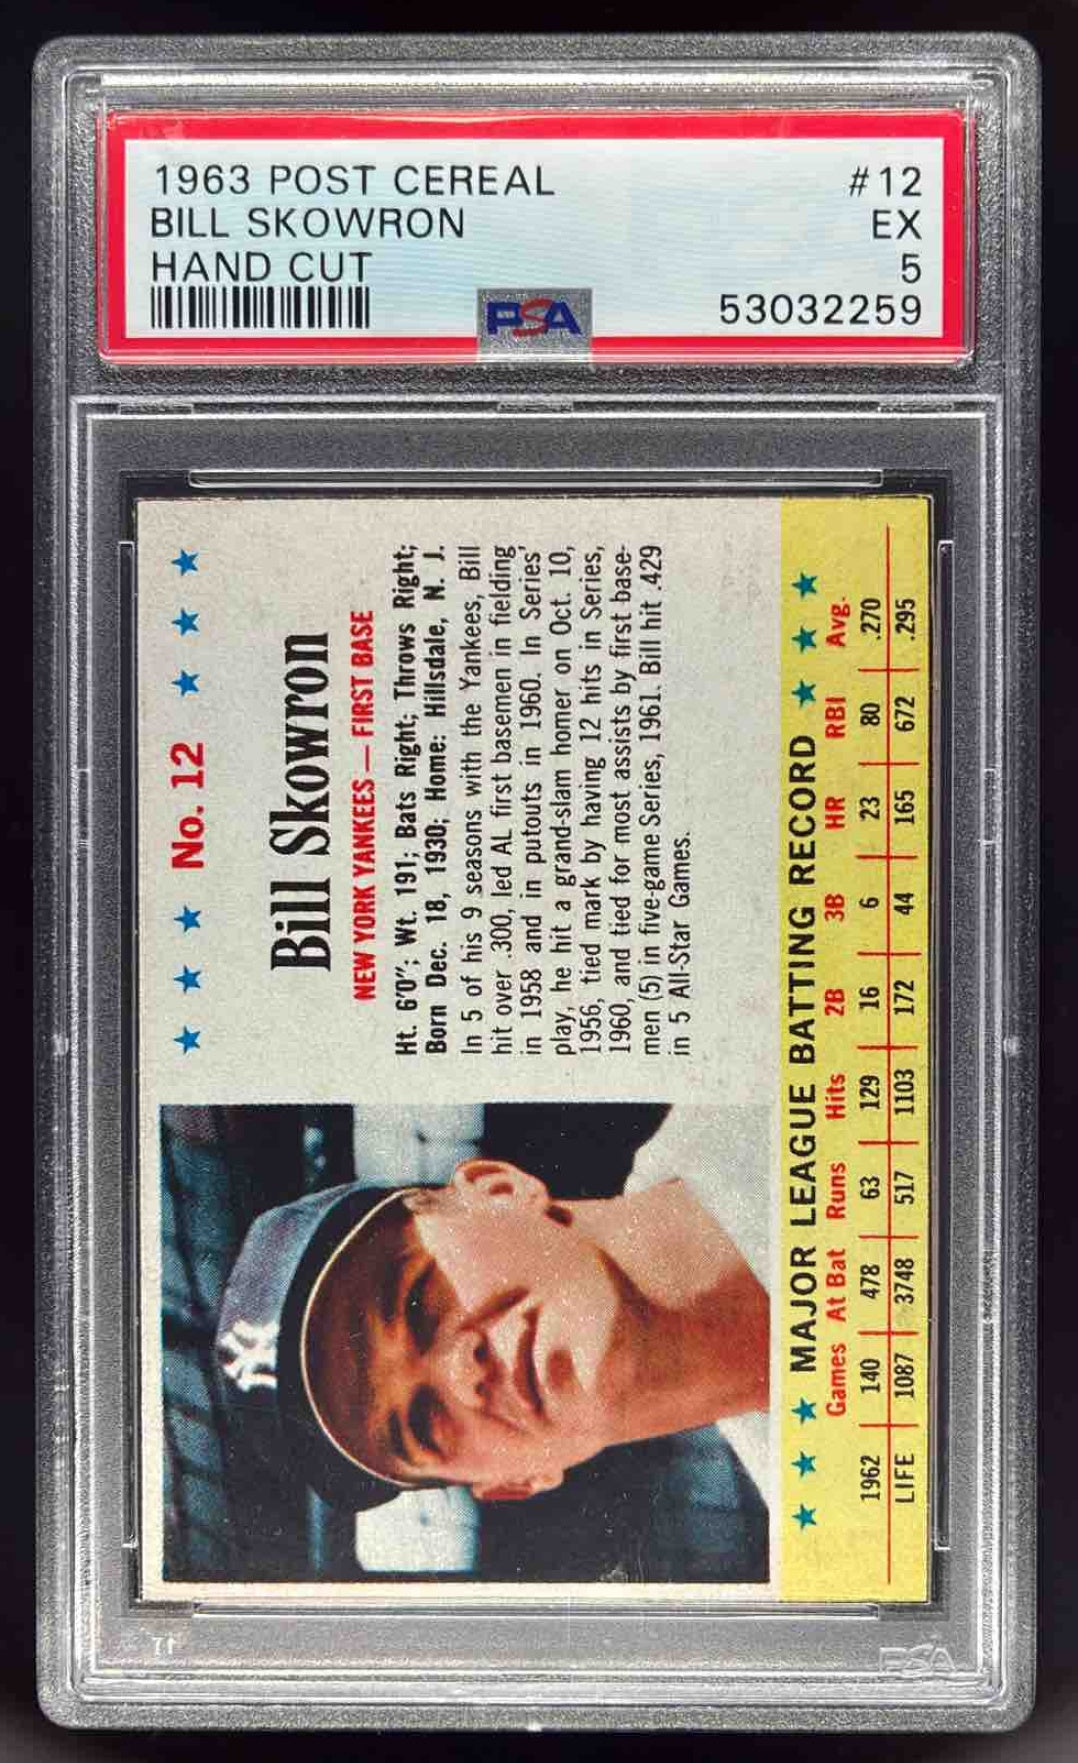 1963 POST CEREAL
#12
BILL SKOWRON
EX
HAND CUT
5
PSA
53032259
No. 12
Bill Skowron
NEW YORK YANKEES — FIRST BASE
Ht. 6'0"; Wt. 191; Bats Right; Throws Right;
Born Dec. 18, 1930; Home: Hillsdale, N. J.
In 5 of his 9 seasons with the Yankees, Bill
hit over .300, led AL first basemen in fielding
in 1958 and in putouts in 1960. In Series'
play, he hit a grand-slam homer on Oct. 10,
1956, tied mark by having 12 hits in Series,
1960, and tied for most assists by first base-
men (5) in five-game Series, 1961. Bill hit .429
in 5 All-Star Games.
MAJOR LEAGUE BATTING RECORD
Games At Bat Runs Hits 2B 3B HR RBI Avg.
1962 140 478 63 129 16 6 23 80 .270
LIFE 1087 3748 517 1103 172 44 165 672 .295
NY
PSA